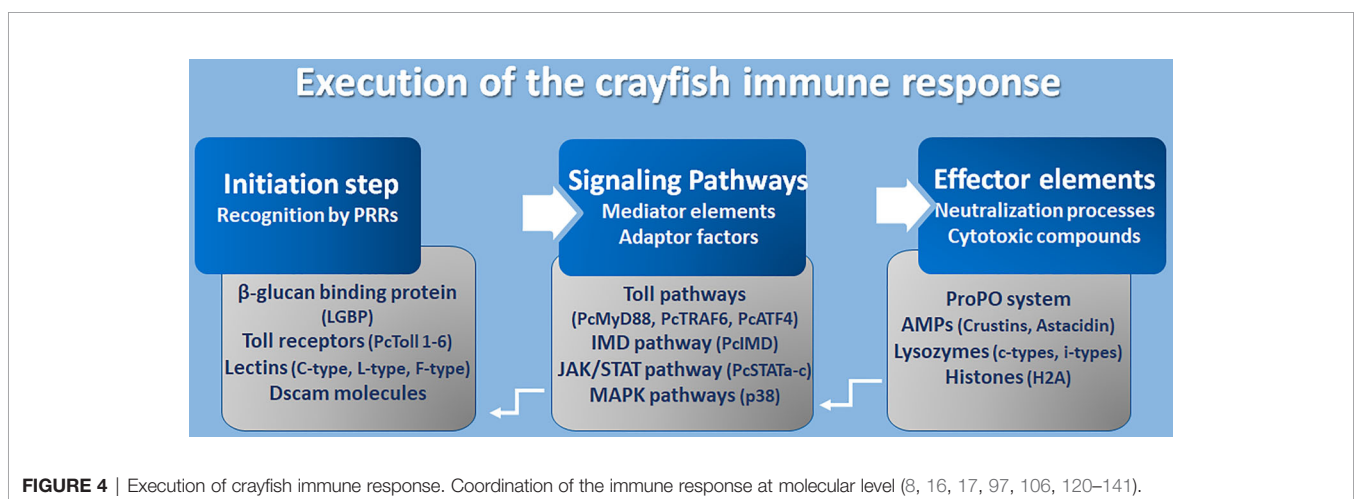 Execution of the crayfish immune response
Initiation step
Recognition by PRRs
β-glucan binding protein
(LGBP)
Toll receptors (PcToll 1-6)
Lectins (C-type, L-type, F-type)
Dscam molecules
Signaling Pathways
Mediator elements
Adaptor factors
Toll pathways
(PcMyD88, PcTRAF6, PcATF4)
IMD pathway (PcIMD)
JAK/STAT pathway (PcSTATa-c)
MAPK pathways (p38)
Effector elements
Neutralization processes
Cytotoxic compounds
ProPO system
AMPs (Crustins, Astacidin)
Lysozymes (c-types, i-types)
Histones (H2A)
FIGURE 4 | Execution of crayfish immune response. Coordination of the immune response at molecular level (8, 16, 17, 97, 106, 120–141).